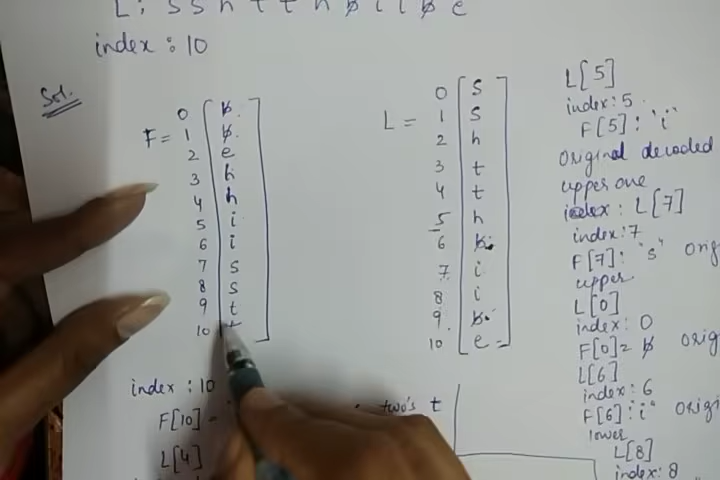 L: s s h t t h b̸ i i b̸ e
index : 10
Sol.
F =
0 b̸
1 b̸
2 e
3 h
4 h
5 i
6 i
7 s
8 s
9 t
10 t
L =
0 s
1 s
2 h
3 t
4 t
5 h
6 b̸
7 i
8 i
9 b̸
10 e
index : 10
F[10] =
L[4]
two's t
L[5]
index: 5
F[5] : "i"
original decoded
upper one
index : L[7]
index: 7
F[7] : "s" orig
upper
L[0]
index: 0
F[0] = b̸ orig
L[6]
index: 6
F[6] : "i" orig
lower
L[8]
index: 8